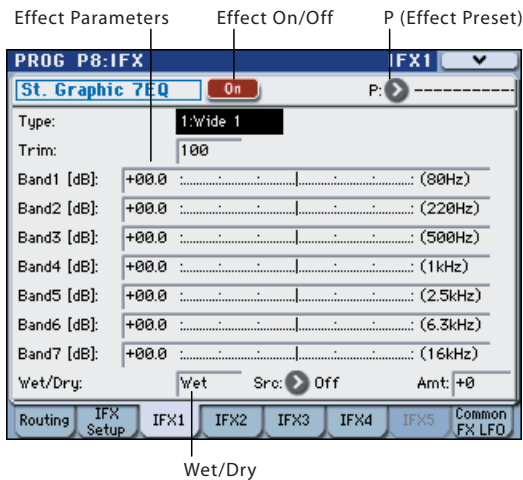 Effect Parameters Effect On/Off P (Effect Preset)
PROG P8:IFX IFX1
St. Graphic 7EQ On P: ----------
Type: 1:Wide 1
Trim: 100
Band1 [dB]: +00.0 (80Hz)
Band2 [dB]: +00.0 (220Hz)
Band3 [dB]: +00.0 (500Hz)
Band4 [dB]: +00.0 (1kHz)
Band5 [dB]: +00.0 (2.5kHz)
Band6 [dB]: +00.0 (6.3kHz)
Band7 [dB]: +00.0 (16kHz)
Wet/Dry: Wet Src: Off Amt: +0
Routing IFX Setup IFX1 IFX2 IFX3 IFX4 IFX5 Common FX LFO
Wet/Dry